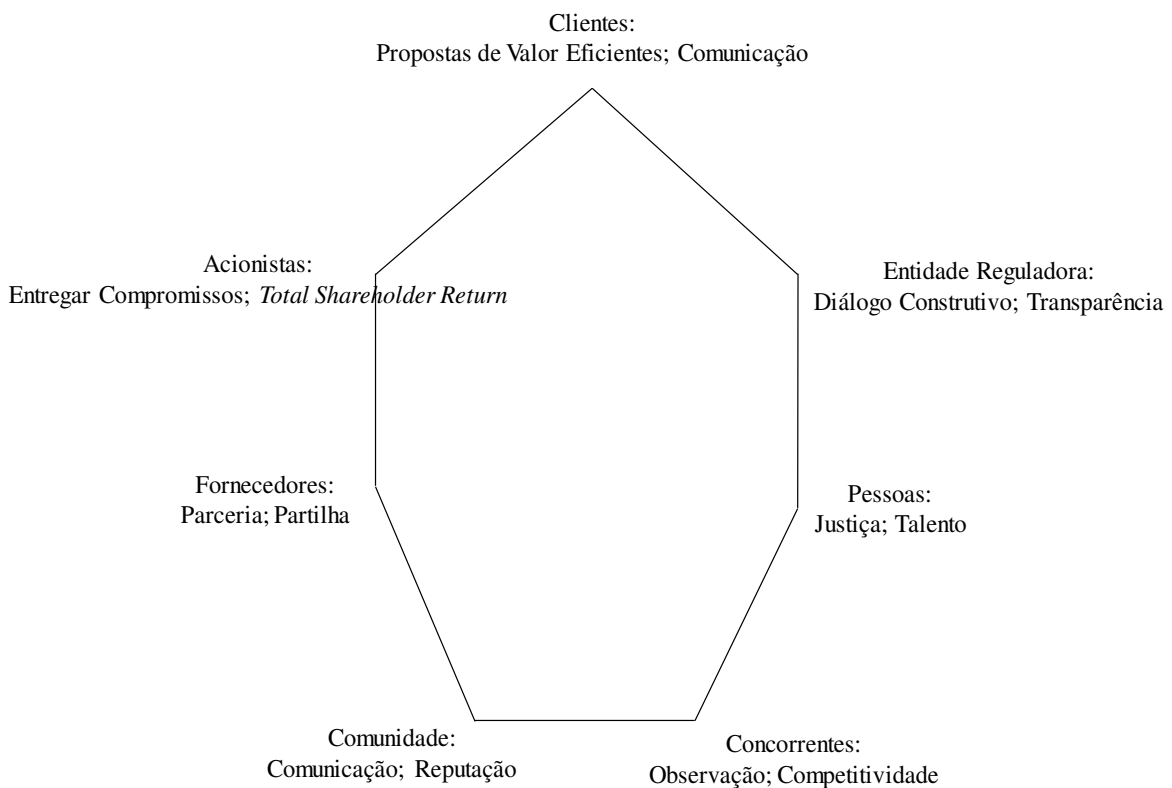 Clientes:
Propostas de Valor Eficientes; Comunicação
Acionistas:
Entregar Compromissos; Total Shareholder Return
Entidade Reguladora:
Diálogo Construtivo; Transparência
Fornecedores:
Parceria; Partilha
Pessoas:
Justiça; Talento
Comunidade:
Comunicação; Reputação
Concorrentes:
Observação; Competitividade